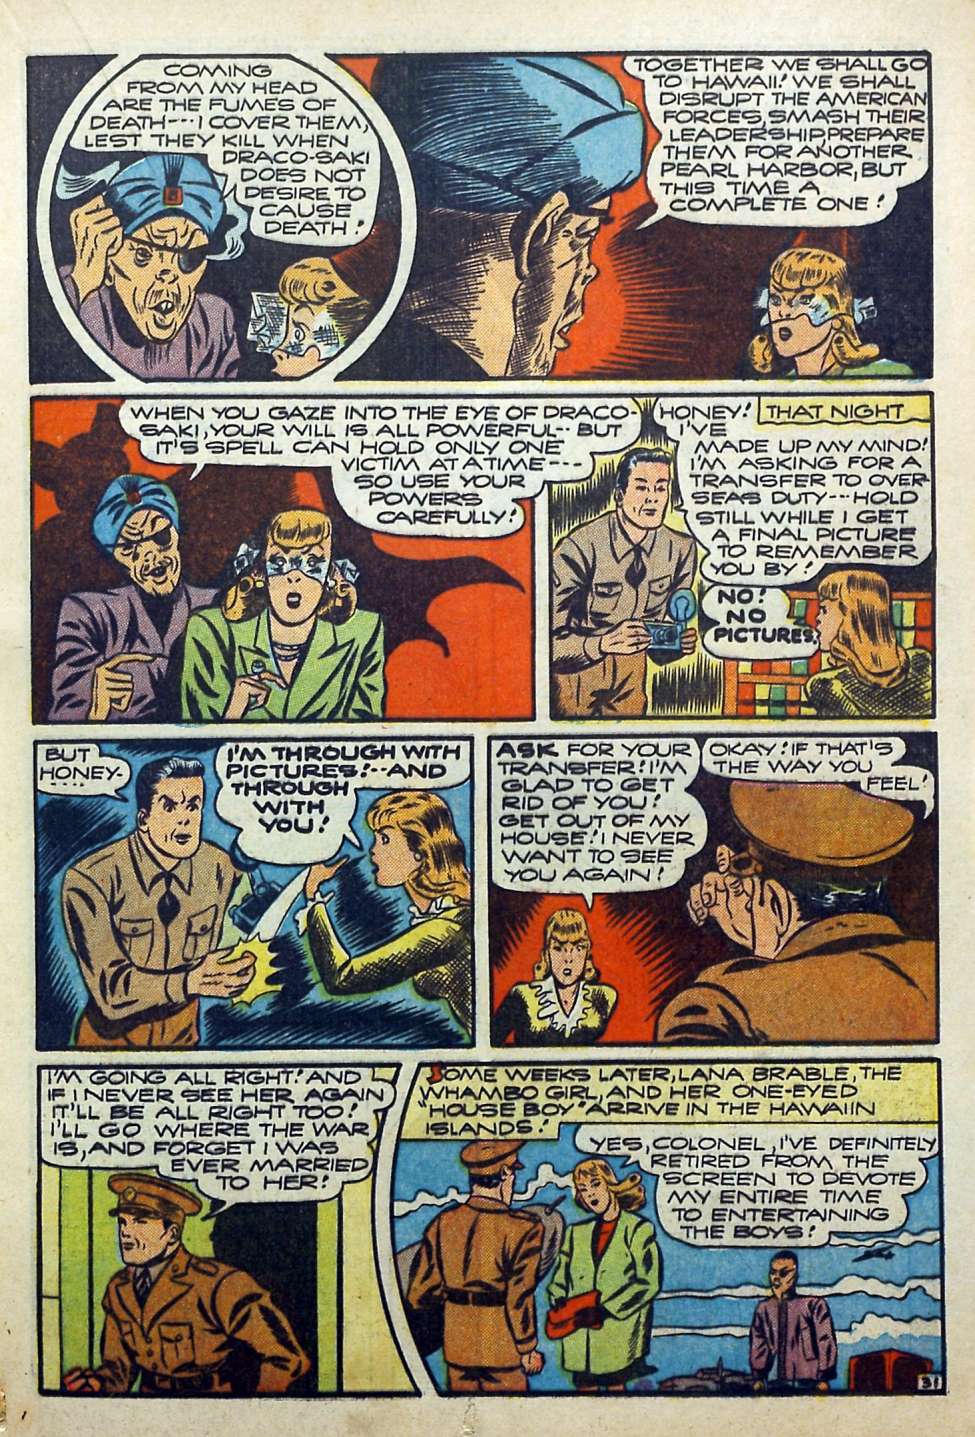 COMING
FROM MY HEAD
ARE THE FUMES OF
DEATH--- I COVER THEM,
LEST THEY KILL WHEN
DRACO-SAKI
DOES NOT
DESIRE TO
CAUSE
DEATH!
TOGETHER WE SHALL GO
TO HAWAII! WE SHALL
DISRUPT THE AMERICAN
FORCES, SMASH THEIR
LEADERSHIP, PREPARE
THEM FOR ANOTHER
PEARL HARBOR, BUT
THIS TIME A
COMPLETE ONE!
WHEN YOU GAZE INTO THE EYE OF DRACO-
SAKI, YOUR WILL IS ALL POWERFUL-- BUT
IT'S SPELL CAN HOLD ONLY ONE
VICTIM AT A TIME---
SO USE YOUR
POWERS
CAREFULLY!
THAT NIGHT
HONEY!
I'VE
MADE UP MY MIND!
I'M ASKING FOR A
TRANSFER TO OVER-
SEAS DUTY--- HOLD
STILL WHILE I GET
A FINAL PICTURE
TO REMEMBER
YOU BY!
NO!
NO
PICTURES
BUT
HONEY-
----
I'M THROUGH WITH
PICTURES!--AND
THROUGH
WITH
YOU!
ASK FOR YOUR
TRANSFER! I'M
GLAD TO GET
RID OF YOU!
GET OUT OF MY
HOUSE! I NEVER
WANT TO SEE
YOU AGAIN!
OKAY! IF THAT'S
THE WAY YOU
FEEL!
I'M GOING ALL RIGHT! AND
IF I NEVER SEE HER AGAIN
IT'LL BE ALL RIGHT TOO!
I'LL GO WHERE THE WAR
IS, AND FORGET I WAS
EVER MARRIED
TO HER!
SOME WEEKS LATER, LANA BRABLE, THE
WHAMBO GIRL, AND HER ONE-EYED
"HOUSE BOY" ARRIVE IN THE HAWAIIN
ISLANDS!
YES, COLONEL, I'VE DEFINITELY
RETIRED FROM THE
SCREEN TO DEVOTE
MY ENTIRE TIME
TO ENTERTAINING
THE BOYS!
31